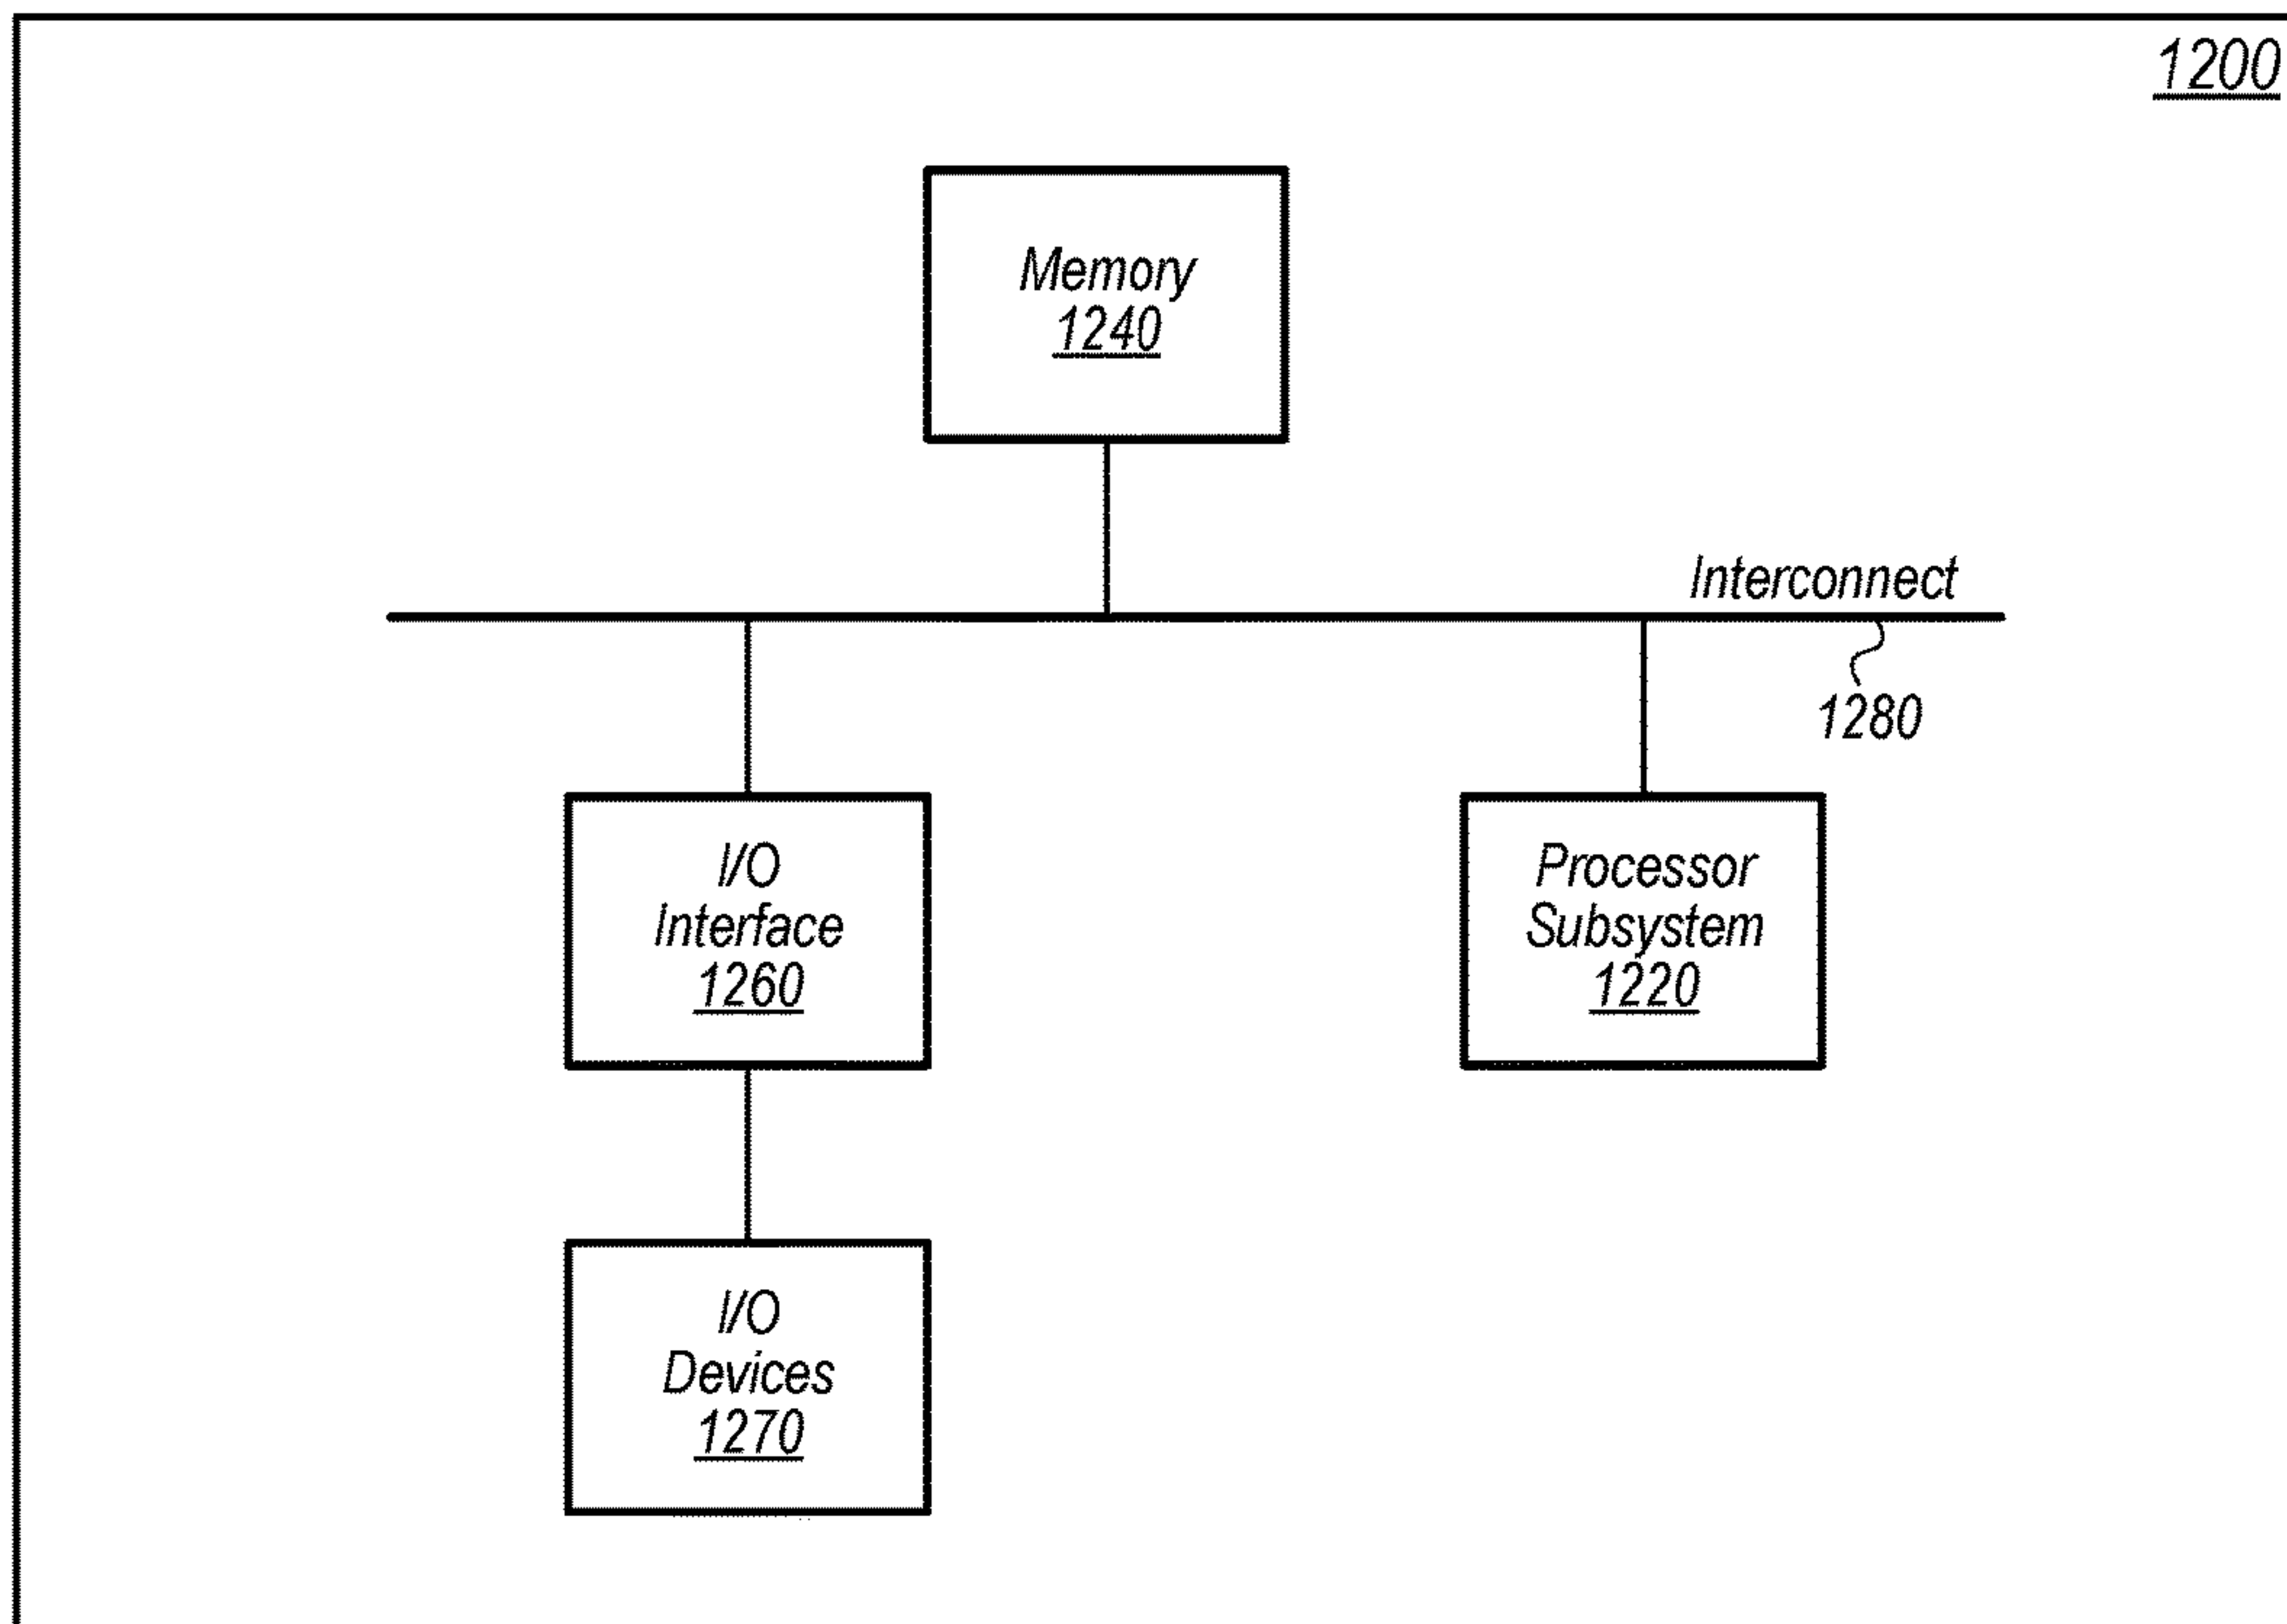 1200
Memory
1240
Interconnect
1280
I/O
Interface
1260
Processor
Subsystem
1220
I/O
Devices
1270